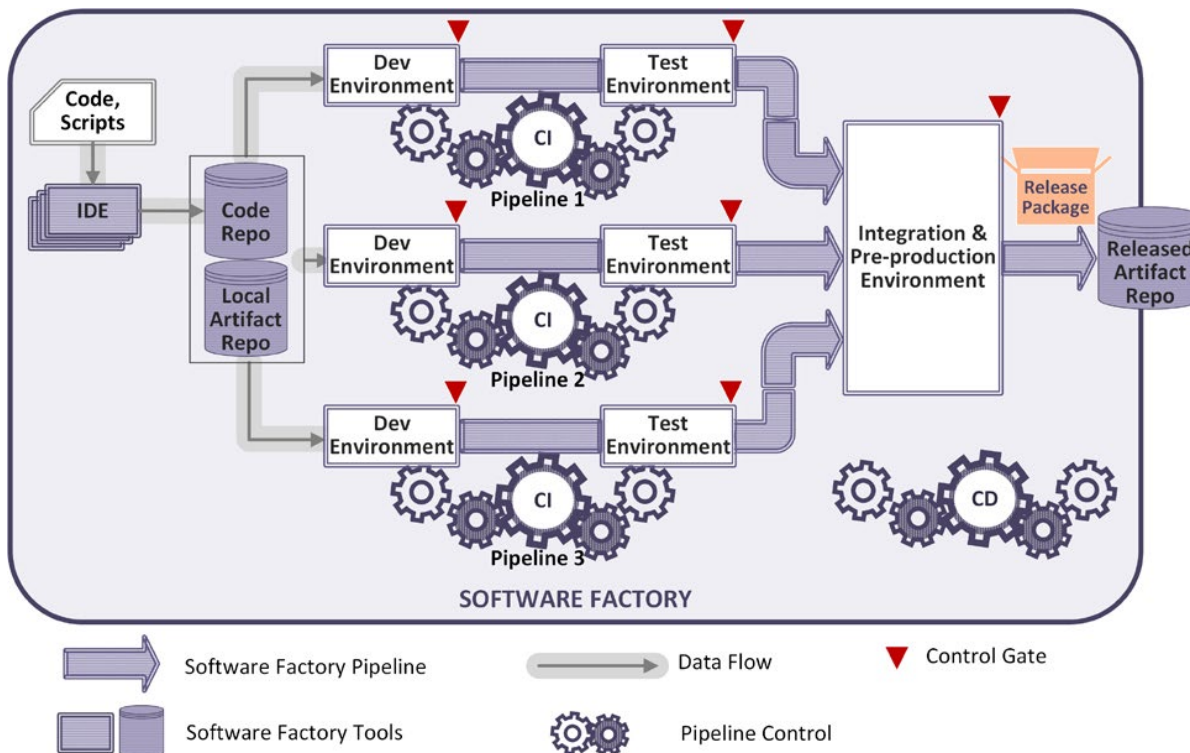 Code,
Scripts
IDE
Code
Repo
Local
Artifact
Repo
Dev
Environment
Test
Environment
CI
Pipeline 1
Dev
Environment
Test
Environment
CI
Pipeline 2
Dev
Environment
Test
Environment
CI
Pipeline 3
Integration &
Pre-production
Environment
Release
Package
Released
Artifact
Repo
CD
SOFTWARE FACTORY
Software Factory Pipeline
Data Flow
Control Gate
Software Factory Tools
Pipeline Control